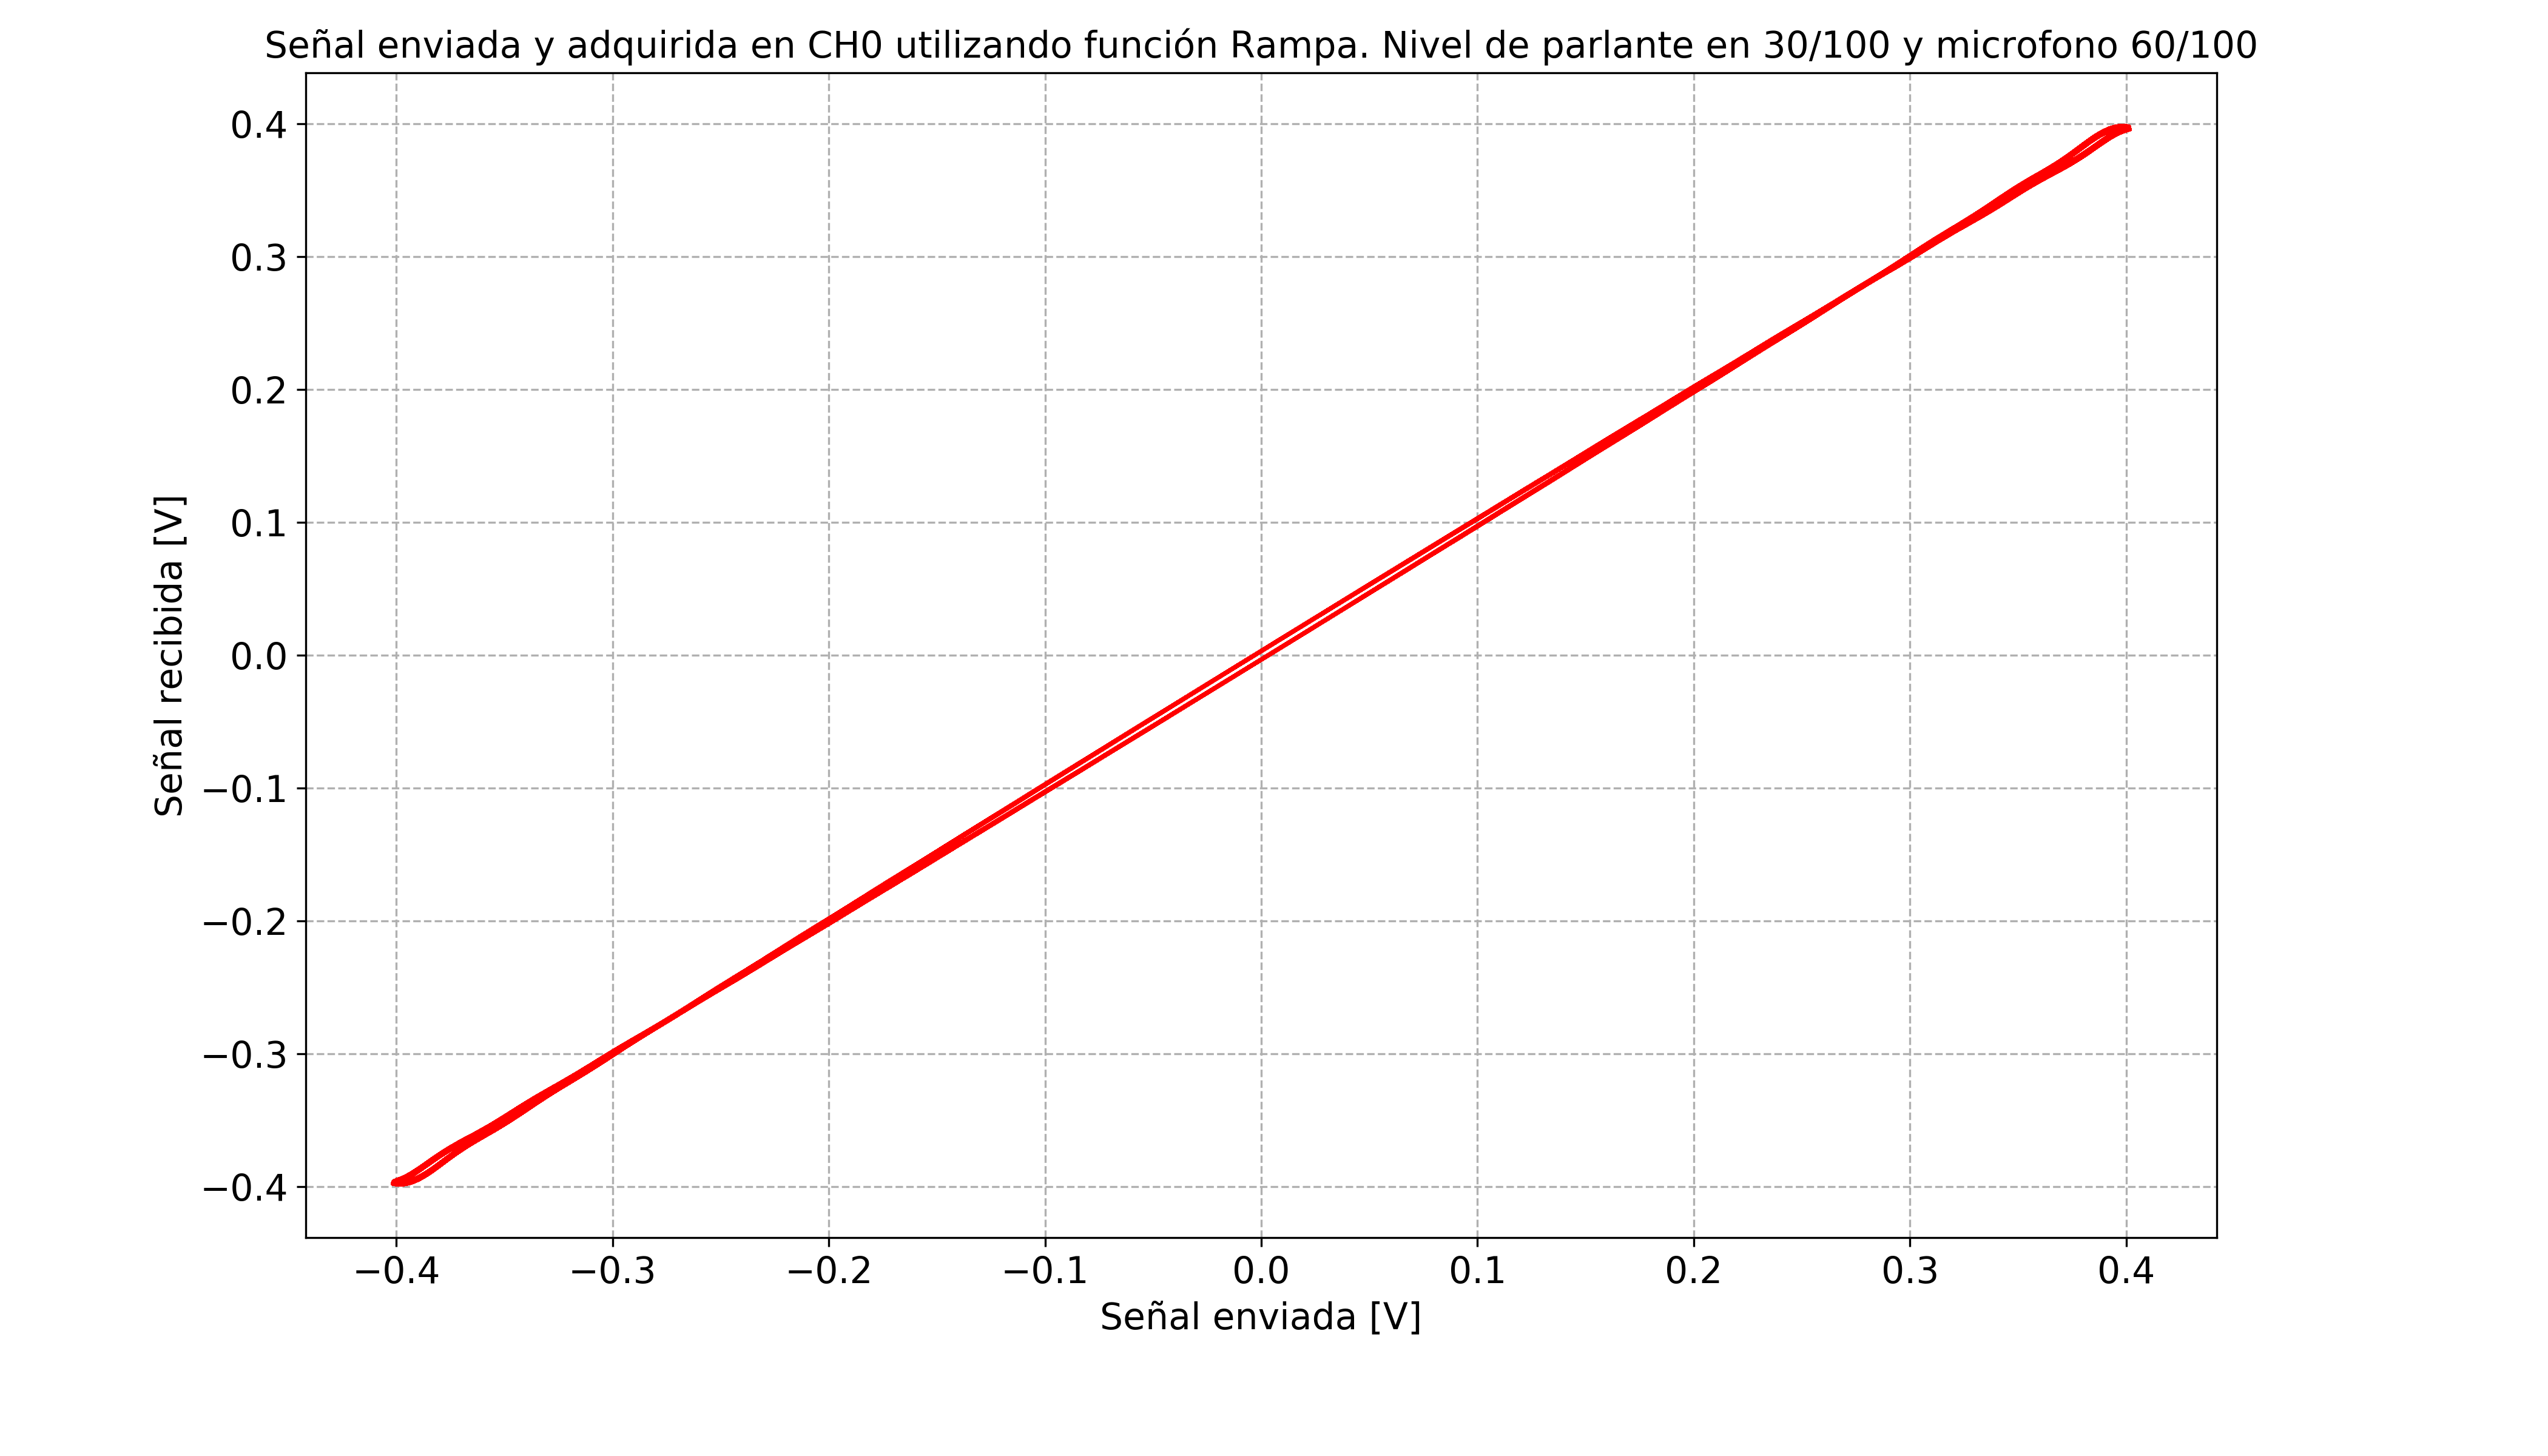 Señal enviada y adquirida en CH0 utilizando función Rampa. Nivel de parlante en 30/100 y microfono 60/100
Señal recibida [V]
0.4
0.3
0.2
0.1
0.0
−0.1
−0.2
−0.3
−0.4
−0.4 −0.3 −0.2 −0.1 0.0 0.1 0.2 0.3 0.4
Señal enviada [V]